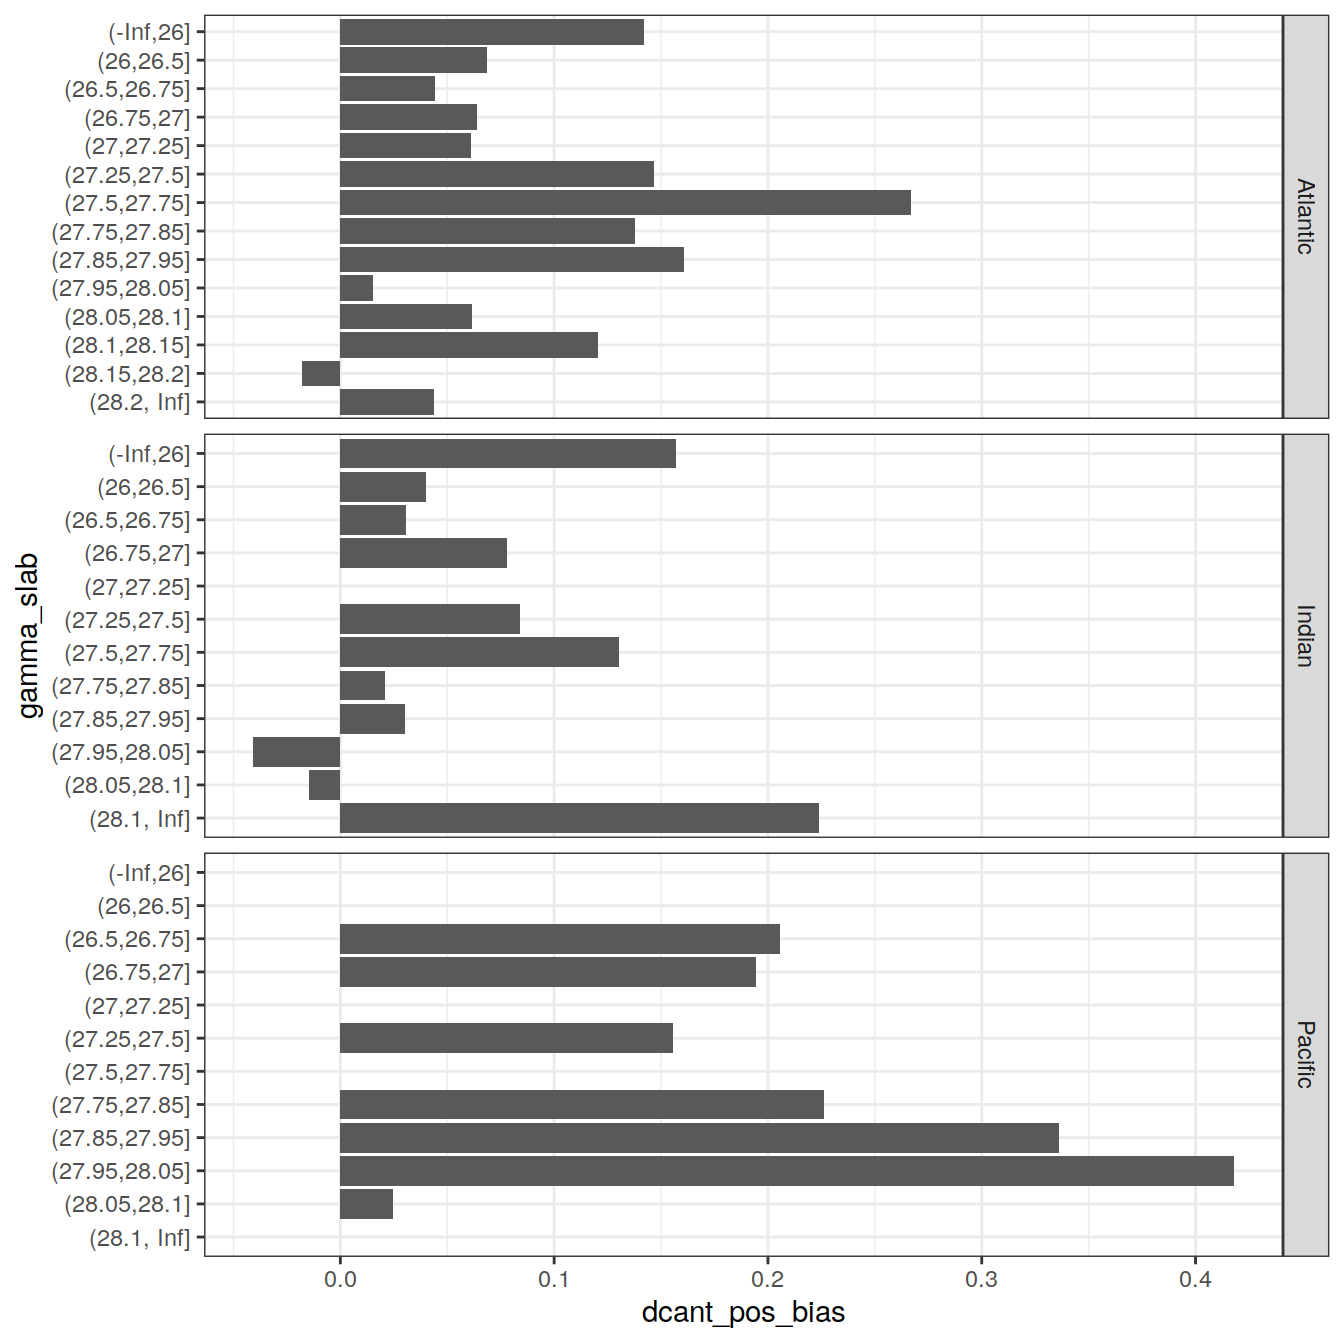 (-Inf,26]
(26,26.5]
(26.5,26.75]
(26.75,27]
(27,27.25]
(27.25,27.5]
(27.5,27.75]
(27.75,27.85]
(27.85,27.95]
(27.95,28.05]
(28.05,28.1]
(28.1,28.15]
(28.15,28.2]
(28.2, Inf]
Atlantic
(-Inf,26]
(26,26.5]
(26.5,26.75]
(26.75,27]
(27,27.25]
(27.25,27.5]
(27.5,27.75]
(27.75,27.85]
(27.85,27.95]
(27.95,28.05]
(28.05,28.1]
(28.1, Inf]
Indian
gamma_slab
(-Inf,26]
(26,26.5]
(26.5,26.75]
(26.75,27]
(27,27.25]
(27.25,27.5]
(27.5,27.75]
(27.75,27.85]
(27.85,27.95]
(27.95,28.05]
(28.05,28.1]
(28.1, Inf]
Pacific
0.0 0.1 0.2 0.3 0.4
dcant_pos_bias